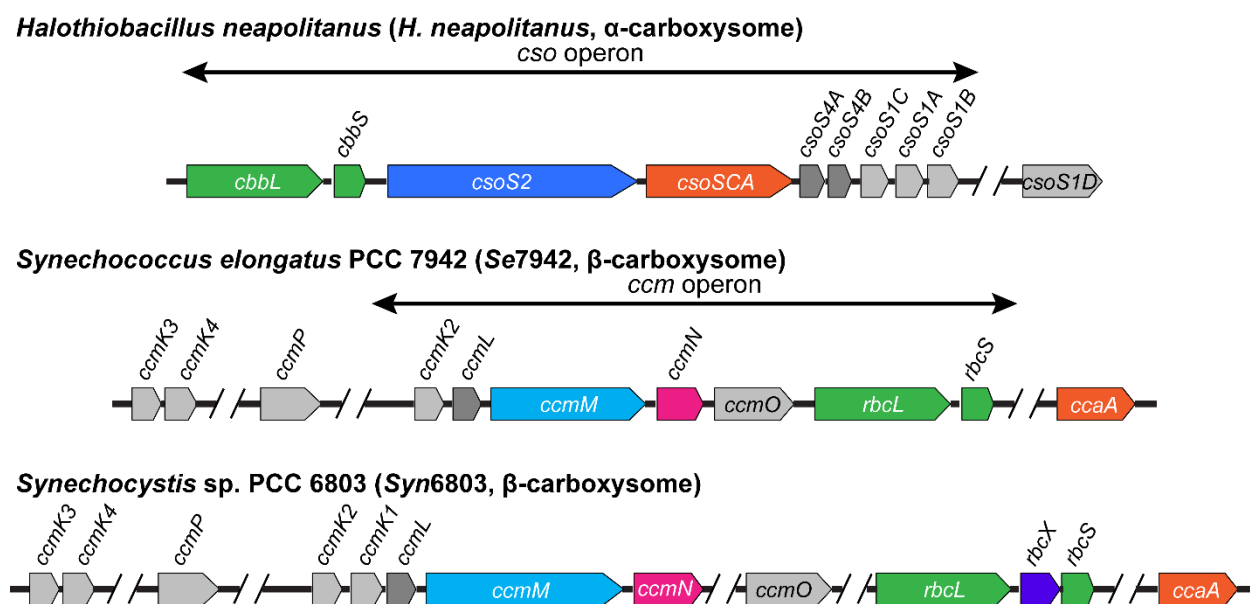 Halothiobacillus neapolitanus (H. neapolitanus, α-carboxysome)
cso operon
cbbL
cbbS
csoS2
csoSCA
csoS4A
csoS4B
csoS1C
csoS1A
csoS1B
csoS1D
Synechococcus elongatus PCC 7942 (Se7942, β-carboxysome)
ccm operon
ccmK3
ccmK4
ccmP
ccmK2
ccmL
ccmM
ccmN
ccmO
rbcL
rbcS
ccaA
Synechocystis sp. PCC 6803 (Syn6803, β-carboxysome)
ccmK3
ccmK4
ccmP
ccmK2
ccmK1
ccmL
ccmM
ccmN
ccmO
rbcL
rbcX
rbcS
ccaA